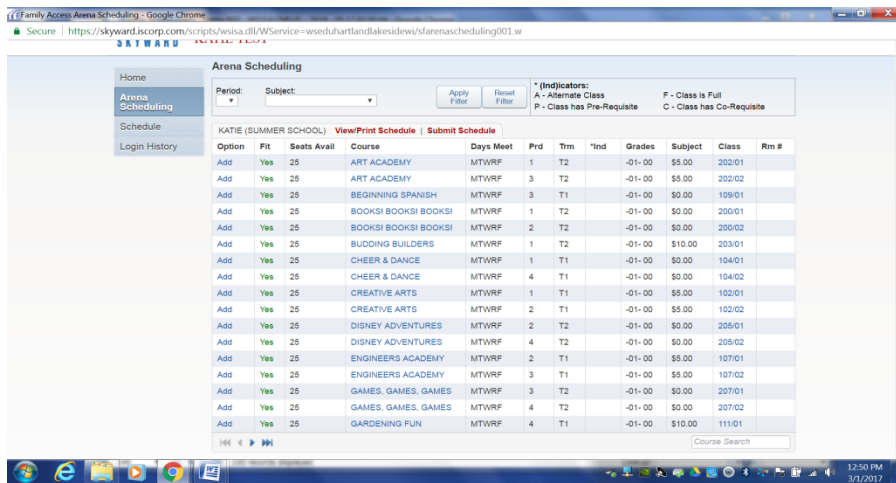 Family Access Arena Scheduling - Google Chrome
Secure | https://skyward.iscorp.com/scripts/wsisa.dll/WService=wseduhartlandlakesidewi/sfarenascheduling001.w
SKYWARD KATIE TEST
Home
Arena Scheduling
Schedule
Login History
Arena Scheduling
Period: Subject: Apply Filter Reset Filter
* (Ind)icators:
A - Alternate Class F - Class is Full
P - Class has Pre-Requisite C - Class has Co-Requisite
KATIE (SUMMER SCHOOL) View/Print Schedule | Submit Schedule
Option Fit Seats Avail Course Days Meet Prd Trm *Ind Grades Subject Class Rm #
Add Yes 25 ART ACADEMY MTWRF 1 T2 -01- 00 $5.00 202/01
Add Yes 25 ART ACADEMY MTWRF 3 T2 -01- 00 $5.00 202/02
Add Yes 25 BEGINNING SPANISH MTWRF 3 T1 -01- 00 $0.00 109/01
Add Yes 25 BOOKS! BOOKS! BOOKS! MTWRF 1 T2 -01- 00 $0.00 200/01
Add Yes 25 BOOKS! BOOKS! BOOKS! MTWRF 2 T2 -01- 00 $0.00 200/02
Add Yes 25 BUDDING BUILDERS MTWRF 1 T2 -01- 00 $10.00 203/01
Add Yes 25 CHEER & DANCE MTWRF 1 T1 -01- 00 $0.00 104/01
Add Yes 25 CHEER & DANCE MTWRF 4 T1 -01- 00 $0.00 104/02
Add Yes 25 CREATIVE ARTS MTWRF 1 T1 -01- 00 $5.00 102/01
Add Yes 25 CREATIVE ARTS MTWRF 2 T1 -01- 00 $5.00 102/02
Add Yes 25 DISNEY ADVENTURES MTWRF 2 T2 -01- 00 $0.00 205/01
Add Yes 25 DISNEY ADVENTURES MTWRF 4 T2 -01- 00 $0.00 205/02
Add Yes 25 ENGINEERS ACADEMY MTWRF 2 T1 -01- 00 $5.00 107/01
Add Yes 25 ENGINEERS ACADEMY MTWRF 3 T1 -01- 00 $5.00 107/02
Add Yes 25 GAMES, GAMES, GAMES MTWRF 3 T2 -01- 00 $0.00 207/01
Add Yes 25 GAMES, GAMES, GAMES MTWRF 4 T2 -01- 00 $0.00 207/02
Add Yes 25 GARDENING FUN MTWRF 4 T1 -01- 00 $10.00 111/01
Course Search
12:50 PM
3/1/2017